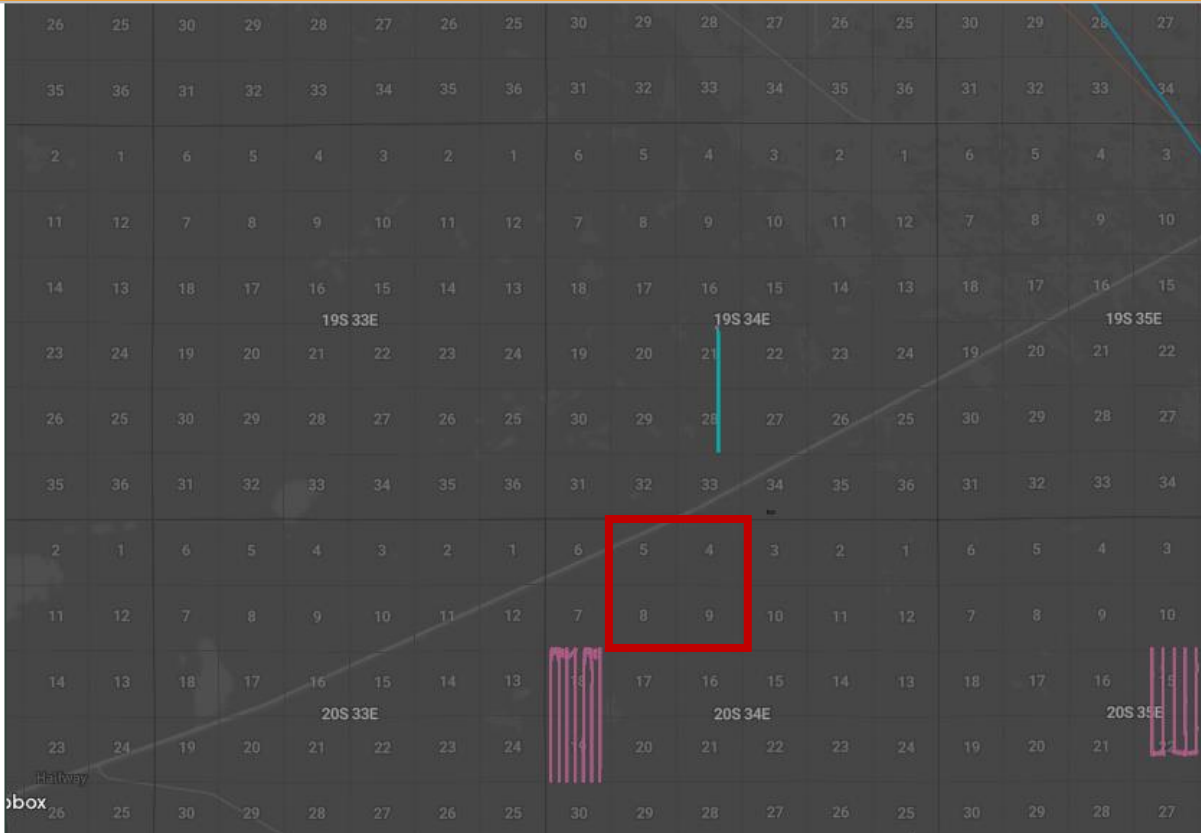 26 25 30 29 28 27 26 25 30 29 28 27 26 25 30 29 28 27
35 36 31 32 33 34 35 36 31 32 33 34 35 36 31 32 33 34
2 1 6 5 4 3 2 1 6 5 4 3 2 1 6 5 4 3
11 12 7 8 9 10 11 12 7 8 9 10 11 12 7 8 9 10
14 13 18 17 16 15 14 13 18 17 16 15 14 13 18 17 16 15
19S 33E 19S 34E 19S 35E
23 24 19 20 21 22 23 24 19 20 21 22 23 24 19 20 21 22
26 25 30 29 28 27 26 25 30 29 28 27 26 25 30 29 28 27
35 36 31 32 33 34 35 36 31 32 33 34 35 36 31 32 33 34
2 1 6 5 4 3 2 1 6 5 4 3 2 1 6 5 4 3
11 12 7 8 9 10 11 12 7 8 9 10 11 12 7 8 9 10
14 13 18 17 16 15 14 13 18 17 16 15 14 13 18 17 16 15
20S 33E 20S 34E 20S 35E
23 24 19 20 21 22 23 24 19 20 21 22 23 24 19 20 21 22
Halfway
obox
26 25 30 29 28 27 26 25 30 29 28 27 26 25 30 29 28 27